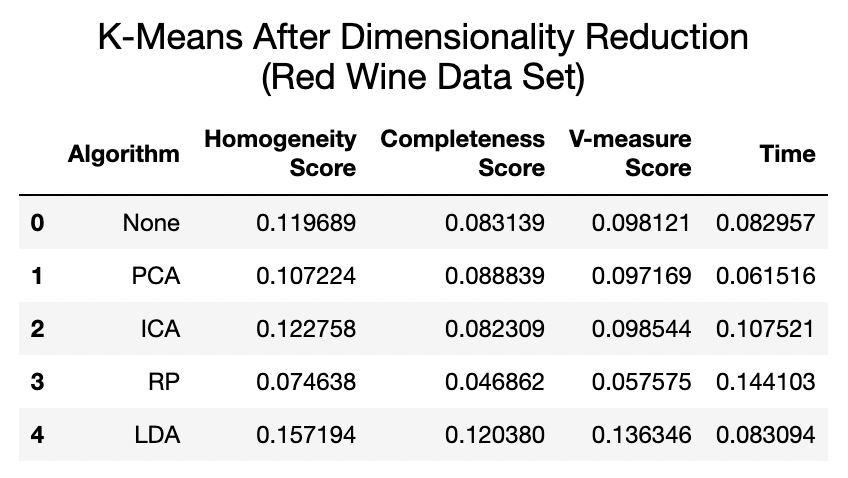 K-Means After Dimensionality Reduction
(Red Wine Data Set)
Algorithm Homogeneity Score Completeness Score V-measure Score Time
0 None 0.119689 0.083139 0.098121 0.082957
1 PCA 0.107224 0.088839 0.097169 0.061516
2 ICA 0.122758 0.082309 0.098544 0.107521
3 RP 0.074638 0.046862 0.057575 0.144103
4 LDA 0.157194 0.120380 0.136346 0.083094